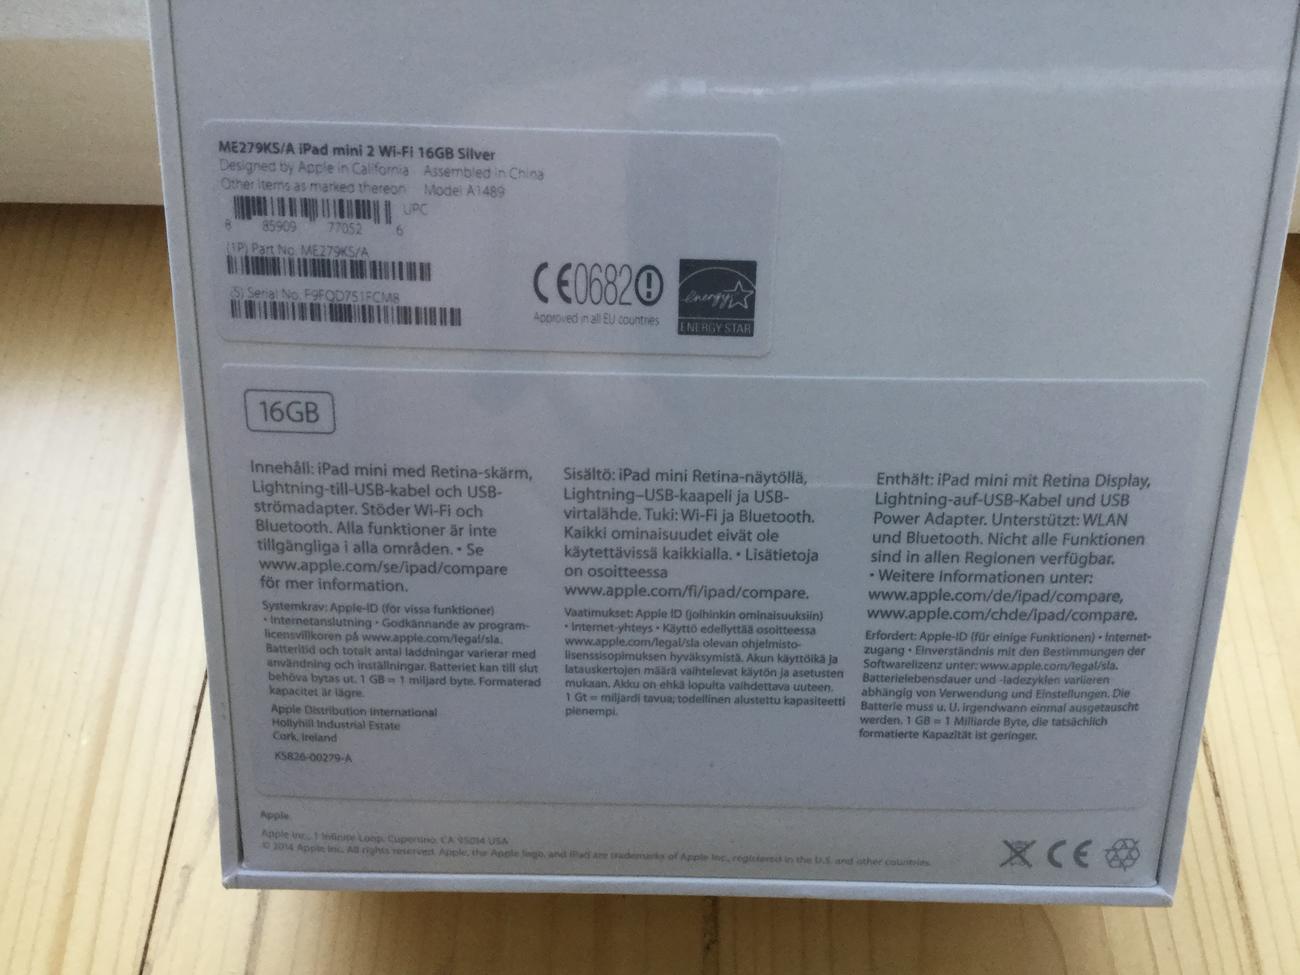 ME279KS/A iPad mini 2 Wi-Fi 16GB Silver
Designed by Apple in California Assembled in China
Other items as marked thereon Model A1489
UPC
8 85909 77052 6
(1P) Part No. ME279KS/A
(S) Serial No. F9FQD751FCM8
CE0682
Approved in all EU countries
energy
ENERGY STAR
16GB
Innehåll: iPad mini med Retina-skärm,
Lightning-till-USB-kabel och USB-
strömadapter. Stöder Wi-Fi och
Bluetooth. Alla funktioner är inte
tillgängliga i alla områden. • Se
www.apple.com/se/ipad/compare
för mer information.
Systemkrav: Apple-ID (för vissa funktioner)
• Internetanslutning • Godkännande av program-
licensvillkoren på www.apple.com/legal/sla.
Batteritid och totalt antal laddningar varierar med
användning och inställningar. Batteriet kan till slut
behöva bytas ut. 1 GB = 1 miljard byte. Formaterad
kapacitet är lägre.
Apple Distribution International
Hollyhill Industrial Estate
Cork, Ireland
KS826-00279-A
Sisältö: iPad mini Retina-näytöllä,
Lightning–USB-kaapeli ja USB-
virtalähde. Tuki: Wi-Fi ja Bluetooth.
Kaikki ominaisuudet eivät ole
käytettävissä kaikkialla. • Lisätietoja
on osoitteessa
www.apple.com/fi/ipad/compare.
Vaatimukset: Apple ID (joihinkin ominaisuuksiin)
• Internet-yhteys • Käyttö edellyttää osoitteessa
www.apple.com/legal/sla olevan ohjelmisto-
lisenssisopimuksen hyväksymistä. Akun käyttöikä ja
latauskertojen määrä vaihtelevat käytön ja asetusten
mukaan. Akku on ehkä lopulta vaihdettava uuteen.
1 Gt = miljardi tavua; todellinen alustettu kapasiteetti
pienempi.
Enthält: iPad mini mit Retina Display,
Lightning-auf-USB-Kabel und USB
Power Adapter. Unterstützt: WLAN
und Bluetooth. Nicht alle Funktionen
sind in allen Regionen verfügbar.
• Weitere Informationen unter:
www.apple.com/de/ipad/compare,
www.apple.com/chde/ipad/compare.
Erfordert: Apple-ID (für einige Funktionen) • Internet-
zugang • Einverständnis mit den Bestimmungen der
Softwarelizenz unter: www.apple.com/legal/sla.
Batterielebensdauer und -ladezyklen variieren
abhängig von Verwendung und Einstellungen. Die
Batterie muss u. U. irgendwann einmal ausgetauscht
werden. 1 GB = 1 Milliarde Byte, die tatsächlich
formatierte Kapazität ist geringer.
Apple.
Apple Inc., 1 Infinite Loop, Cupertino, CA 95014 USA
© 2014 Apple Inc. All rights reserved. Apple, the Apple logo, and iPad are trademarks of Apple Inc., registered in the U.S. and other countries.
CE